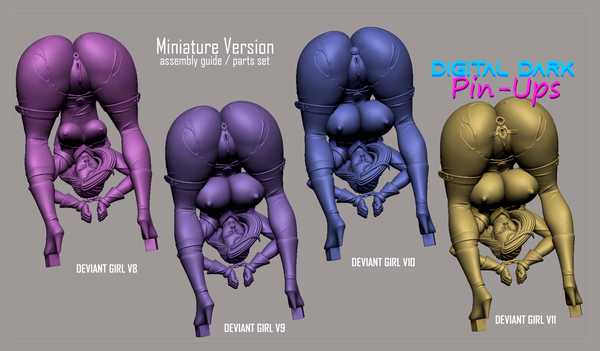 Miniature Version
assembly guide / parts set
DIGITAL DARK
Pin-Ups
DEVIANT GIRL V8
DEVIANT GIRL V9
DEVIANT GIRL V10
DEVIANT GIRL V11